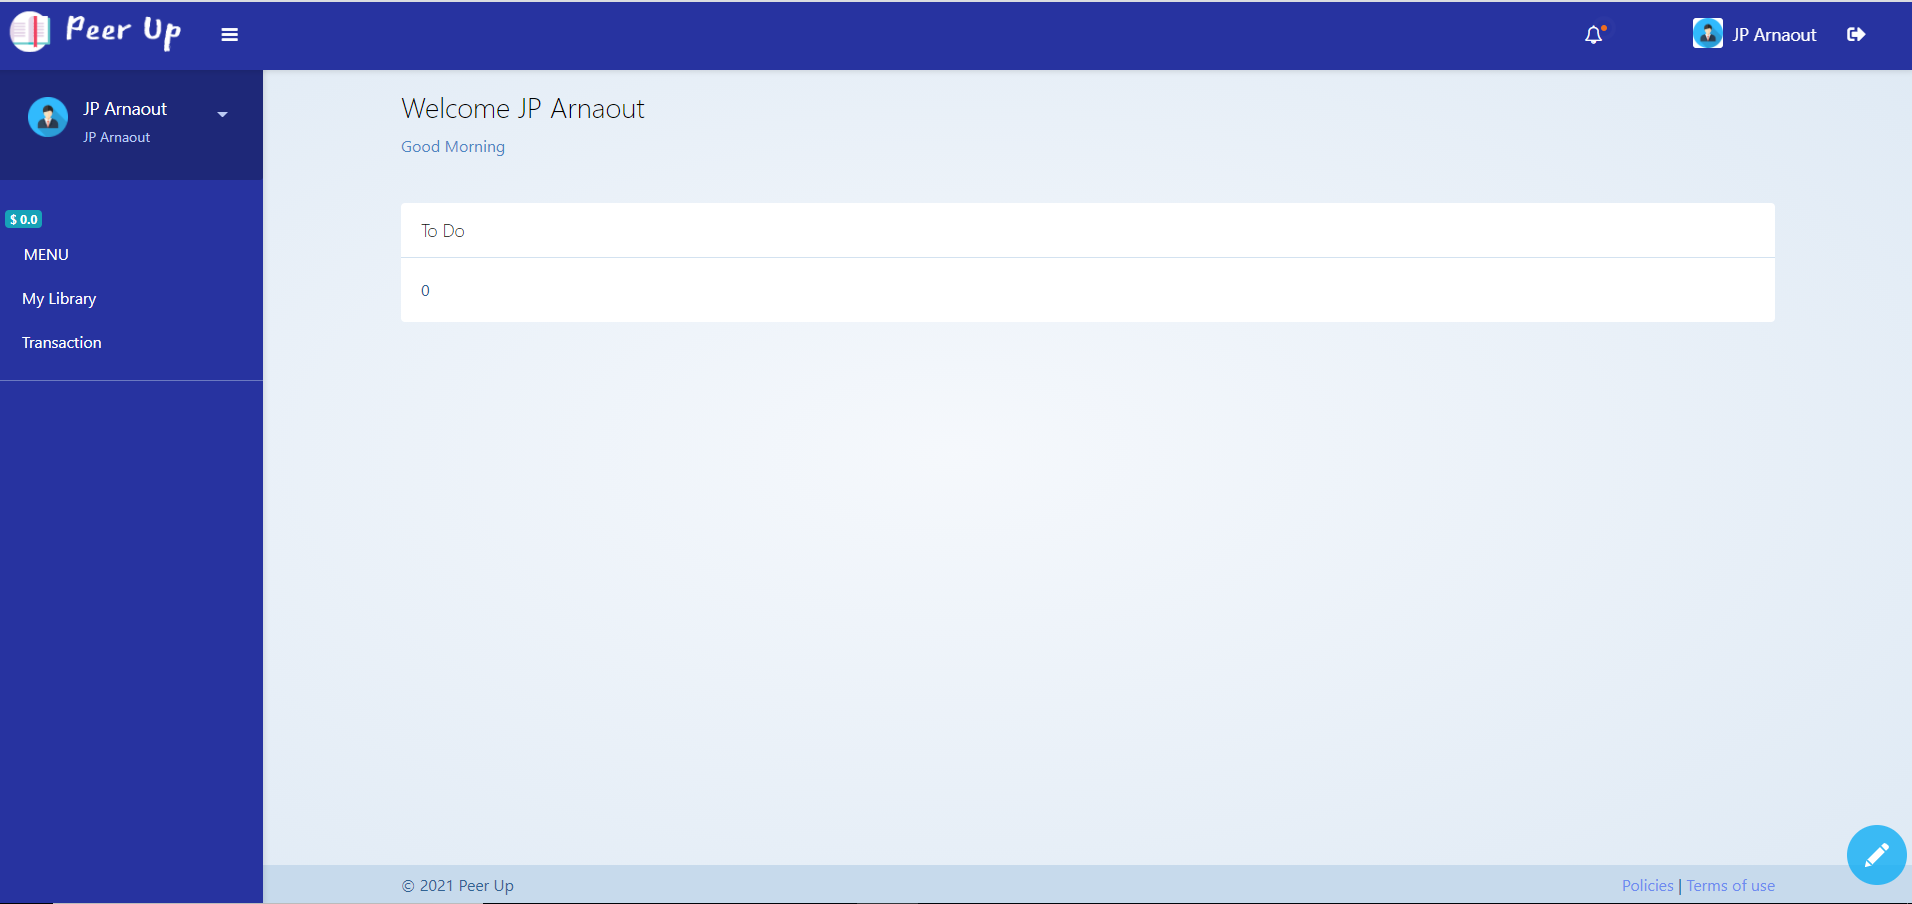 Peer Up
JP Arnaout
JP Arnaout
JP Arnaout
$ 0.0
MENU
My Library
Transaction
Welcome JP Arnaout
Good Morning
To Do
0
© 2021 Peer Up
Policies | Terms of use